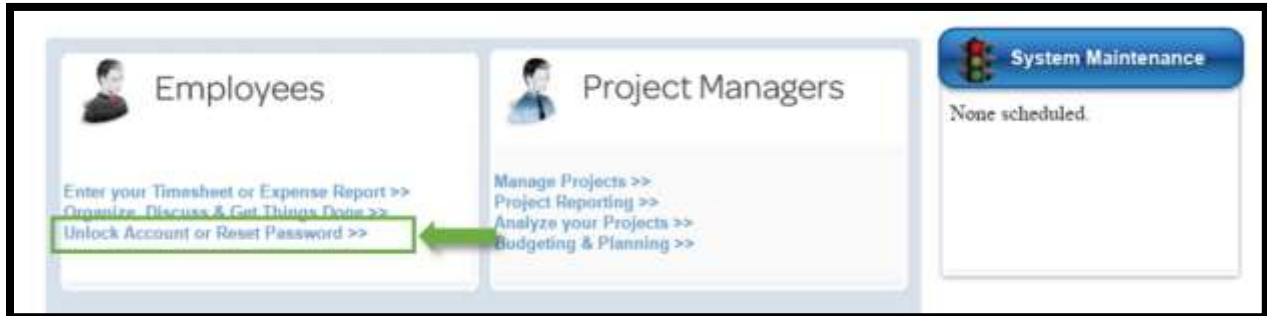 Employees
Enter your Timesheet or Expense Report >>
Organize, Discuss & Get Things Done >>
Unlock Account or Reset Password >>
Project Managers
Manage Projects >>
Project Reporting >>
Analyze your Projects >>
Budgeting & Planning >>
System Maintenance
None scheduled.